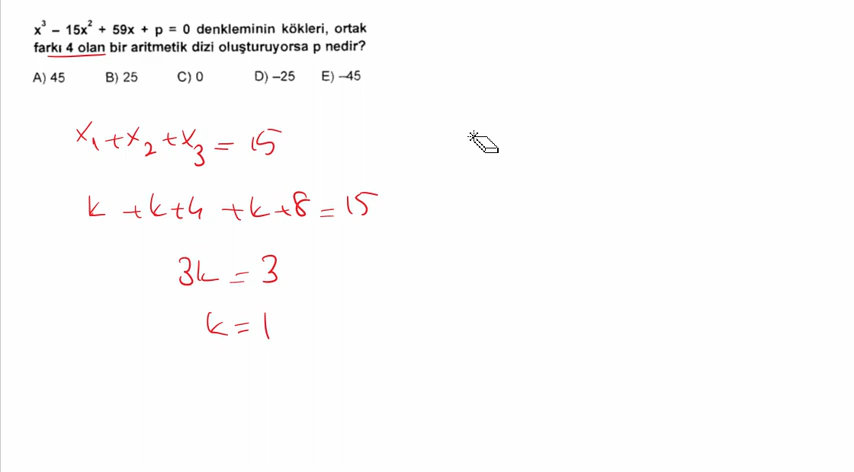 x³ – 15x² + 59x + p = 0 denkleminin kökleri, ortak
farkı 4 olan bir aritmetik dizi oluşturuyorsa p nedir?
A) 45 B) 25 C) 0 D) –25 E) –45
x₁ + x₂ + x₃ = 15
k + k + 4 + k + 8 = 15
3k = 3
k = 1